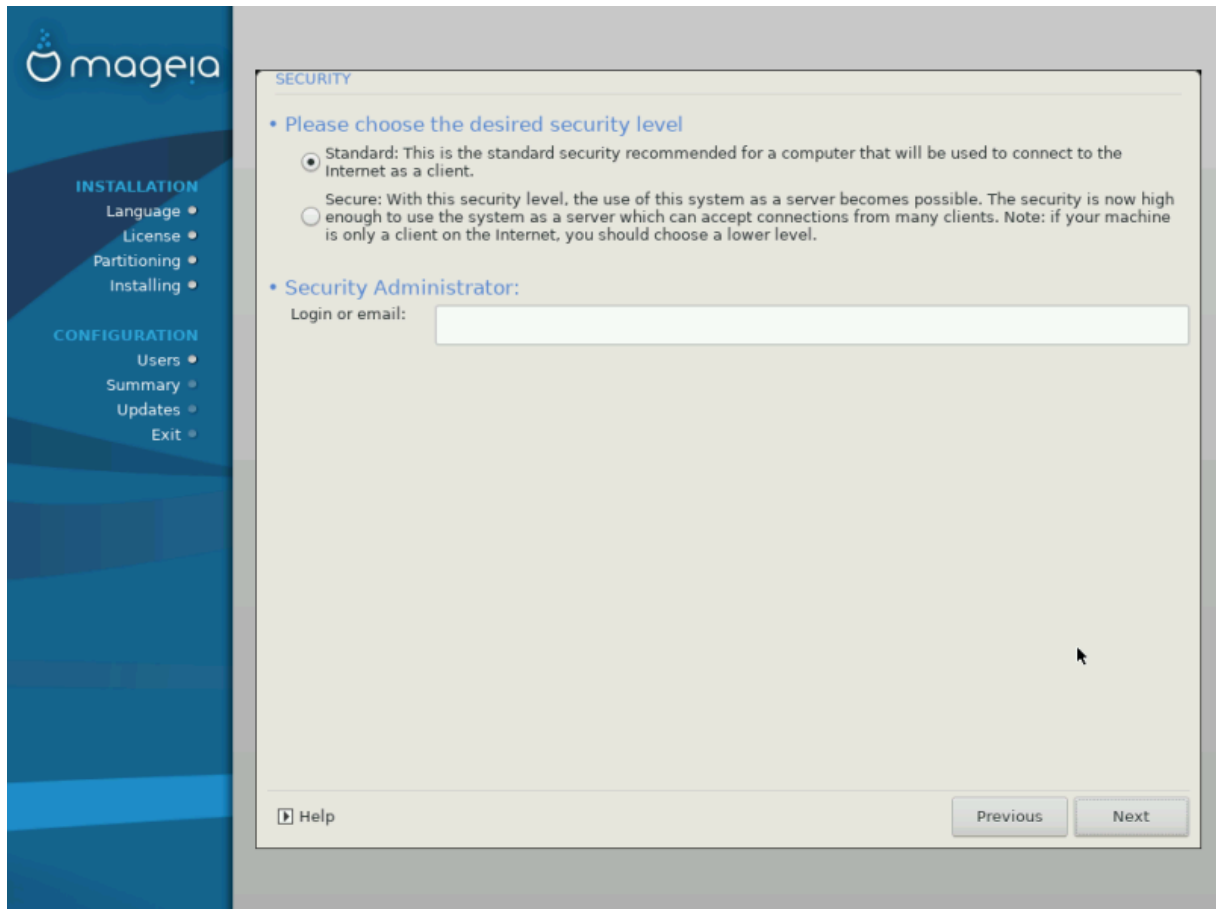 mageia
INSTALLATION
Language
License
Partitioning
Installing
CONFIGURATION
Users
Summary
Updates
Exit
SECURITY
• Please choose the desired security level
Standard: This is the standard security recommended for a computer that will be used to connect to the
Internet as a client.
Secure: With this security level, the use of this system as a server becomes possible. The security is now high
enough to use the system as a server which can accept connections from many clients. Note: if your machine
is only a client on the Internet, you should choose a lower level.
• Security Administrator:
Login or email:
Help
Previous
Next